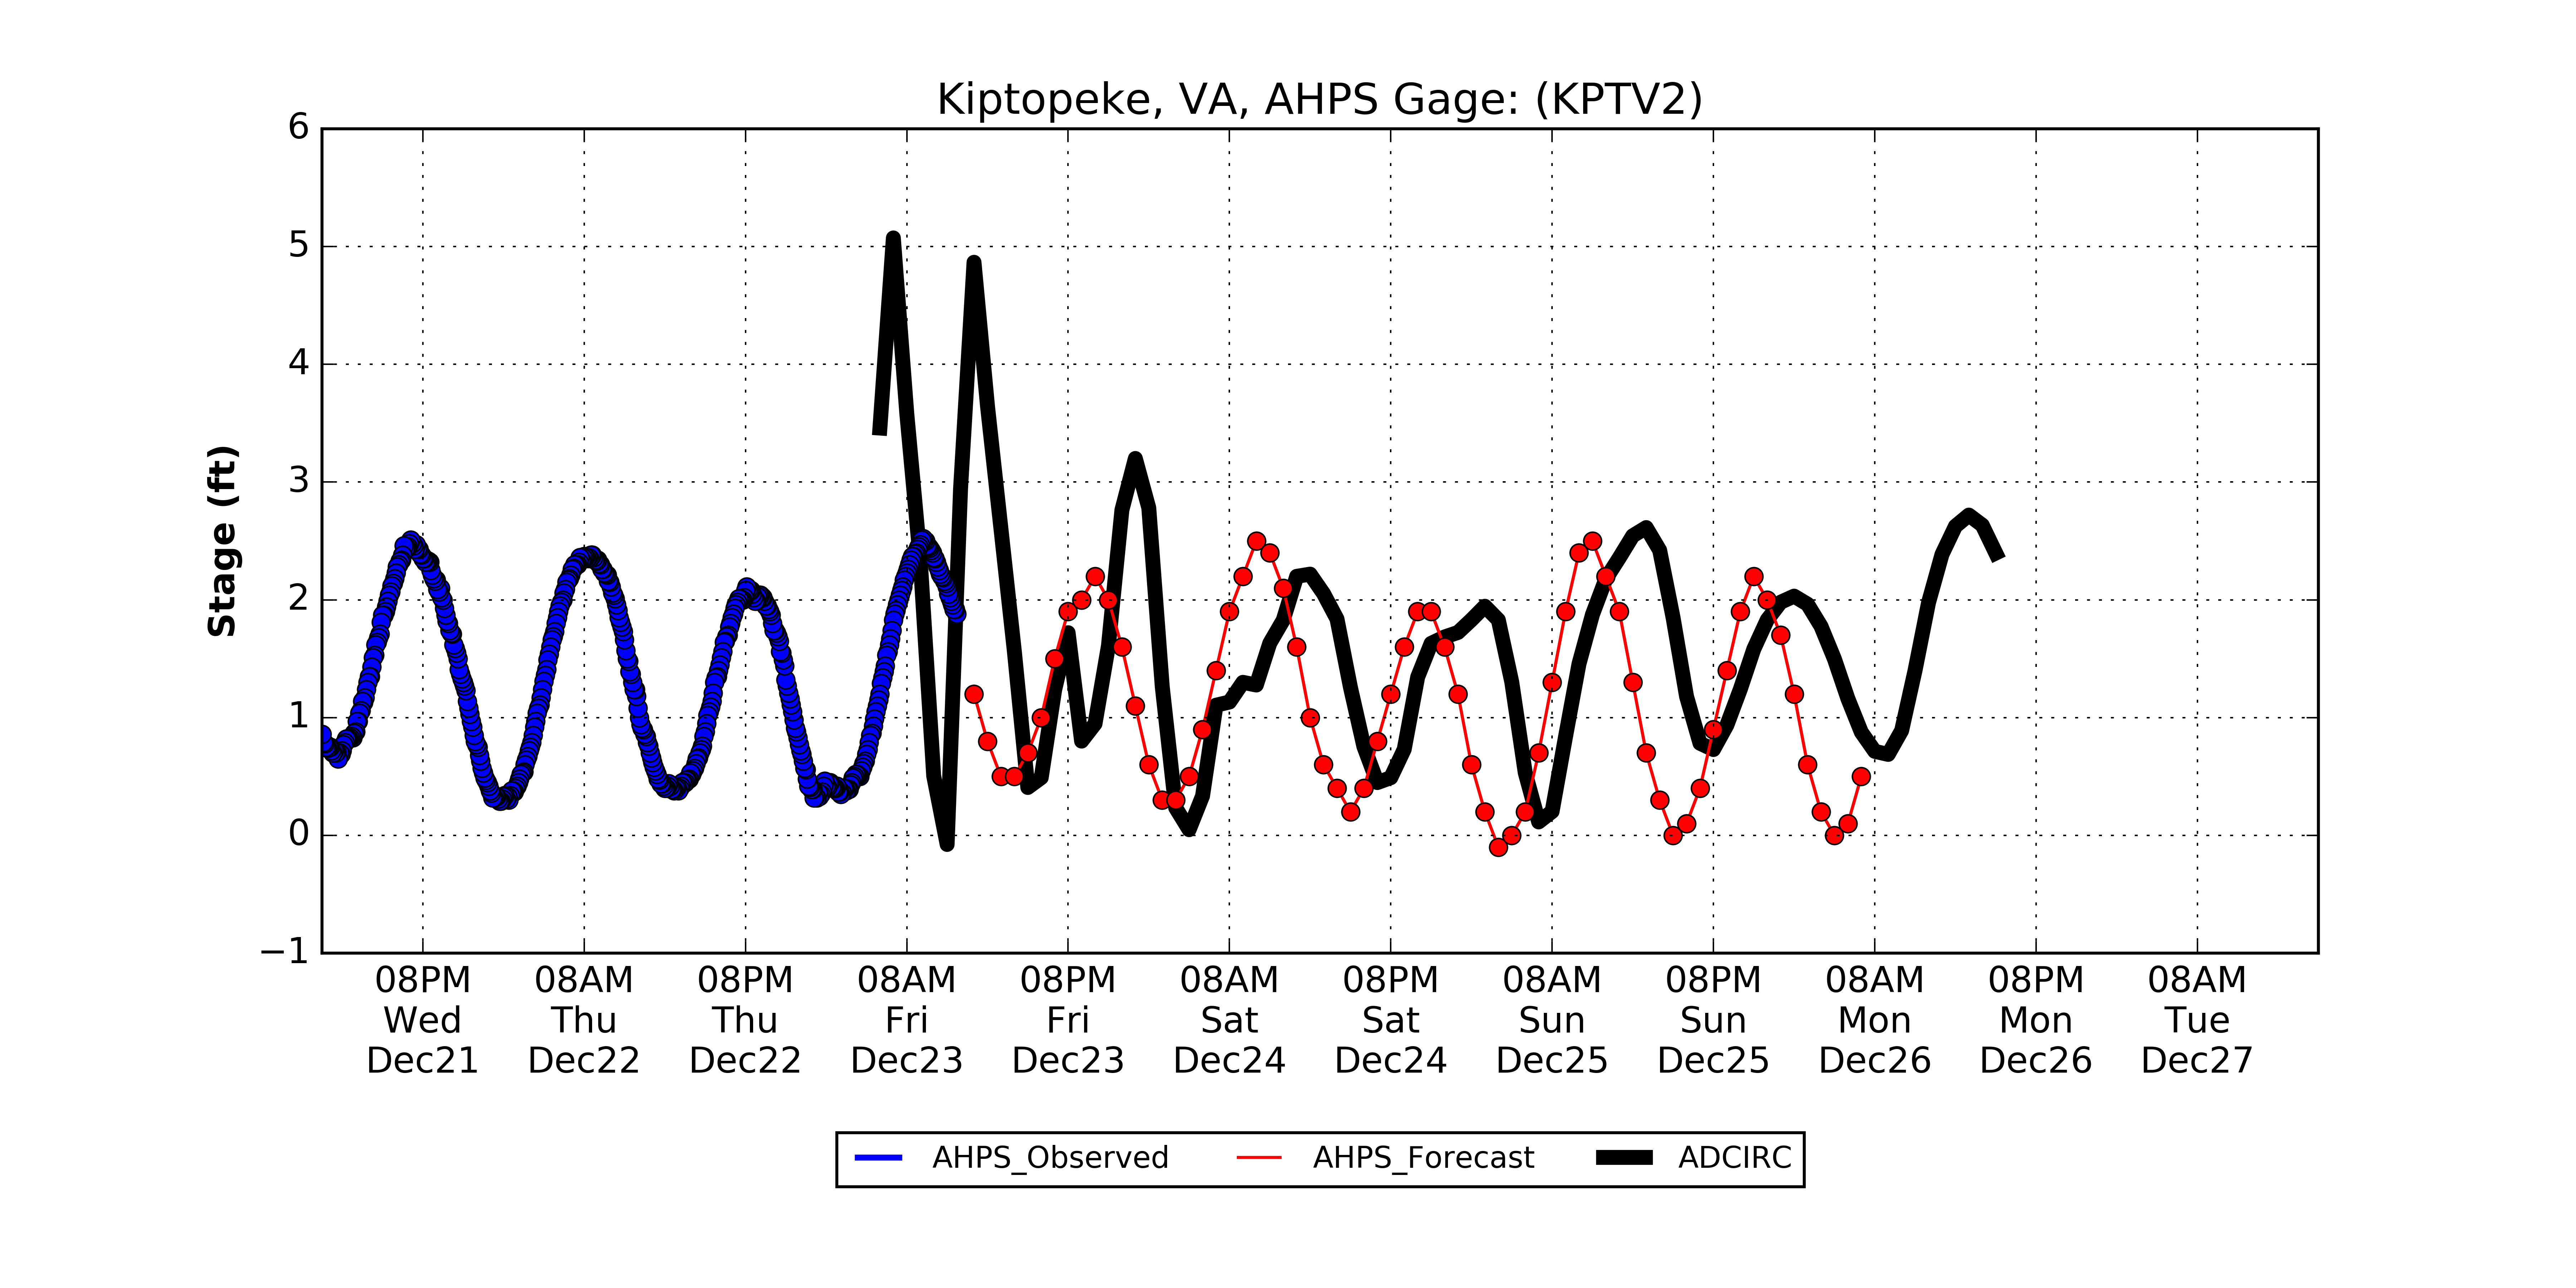 Kiptopeke, VA, AHPS Gage: (KPTV2)
6
5
4
3
2
1
0
−1
Stage (ft)
08PM 08AM 08PM 08AM 08PM 08AM 08PM 08AM 08PM 08AM 08PM 08AM
Wed Thu Thu Fri Fri Sat Sat Sun Sun Mon Mon Tue
Dec21 Dec22 Dec22 Dec23 Dec23 Dec24 Dec24 Dec25 Dec25 Dec26 Dec26 Dec27
AHPS_Observed AHPS_Forecast ADCIRC